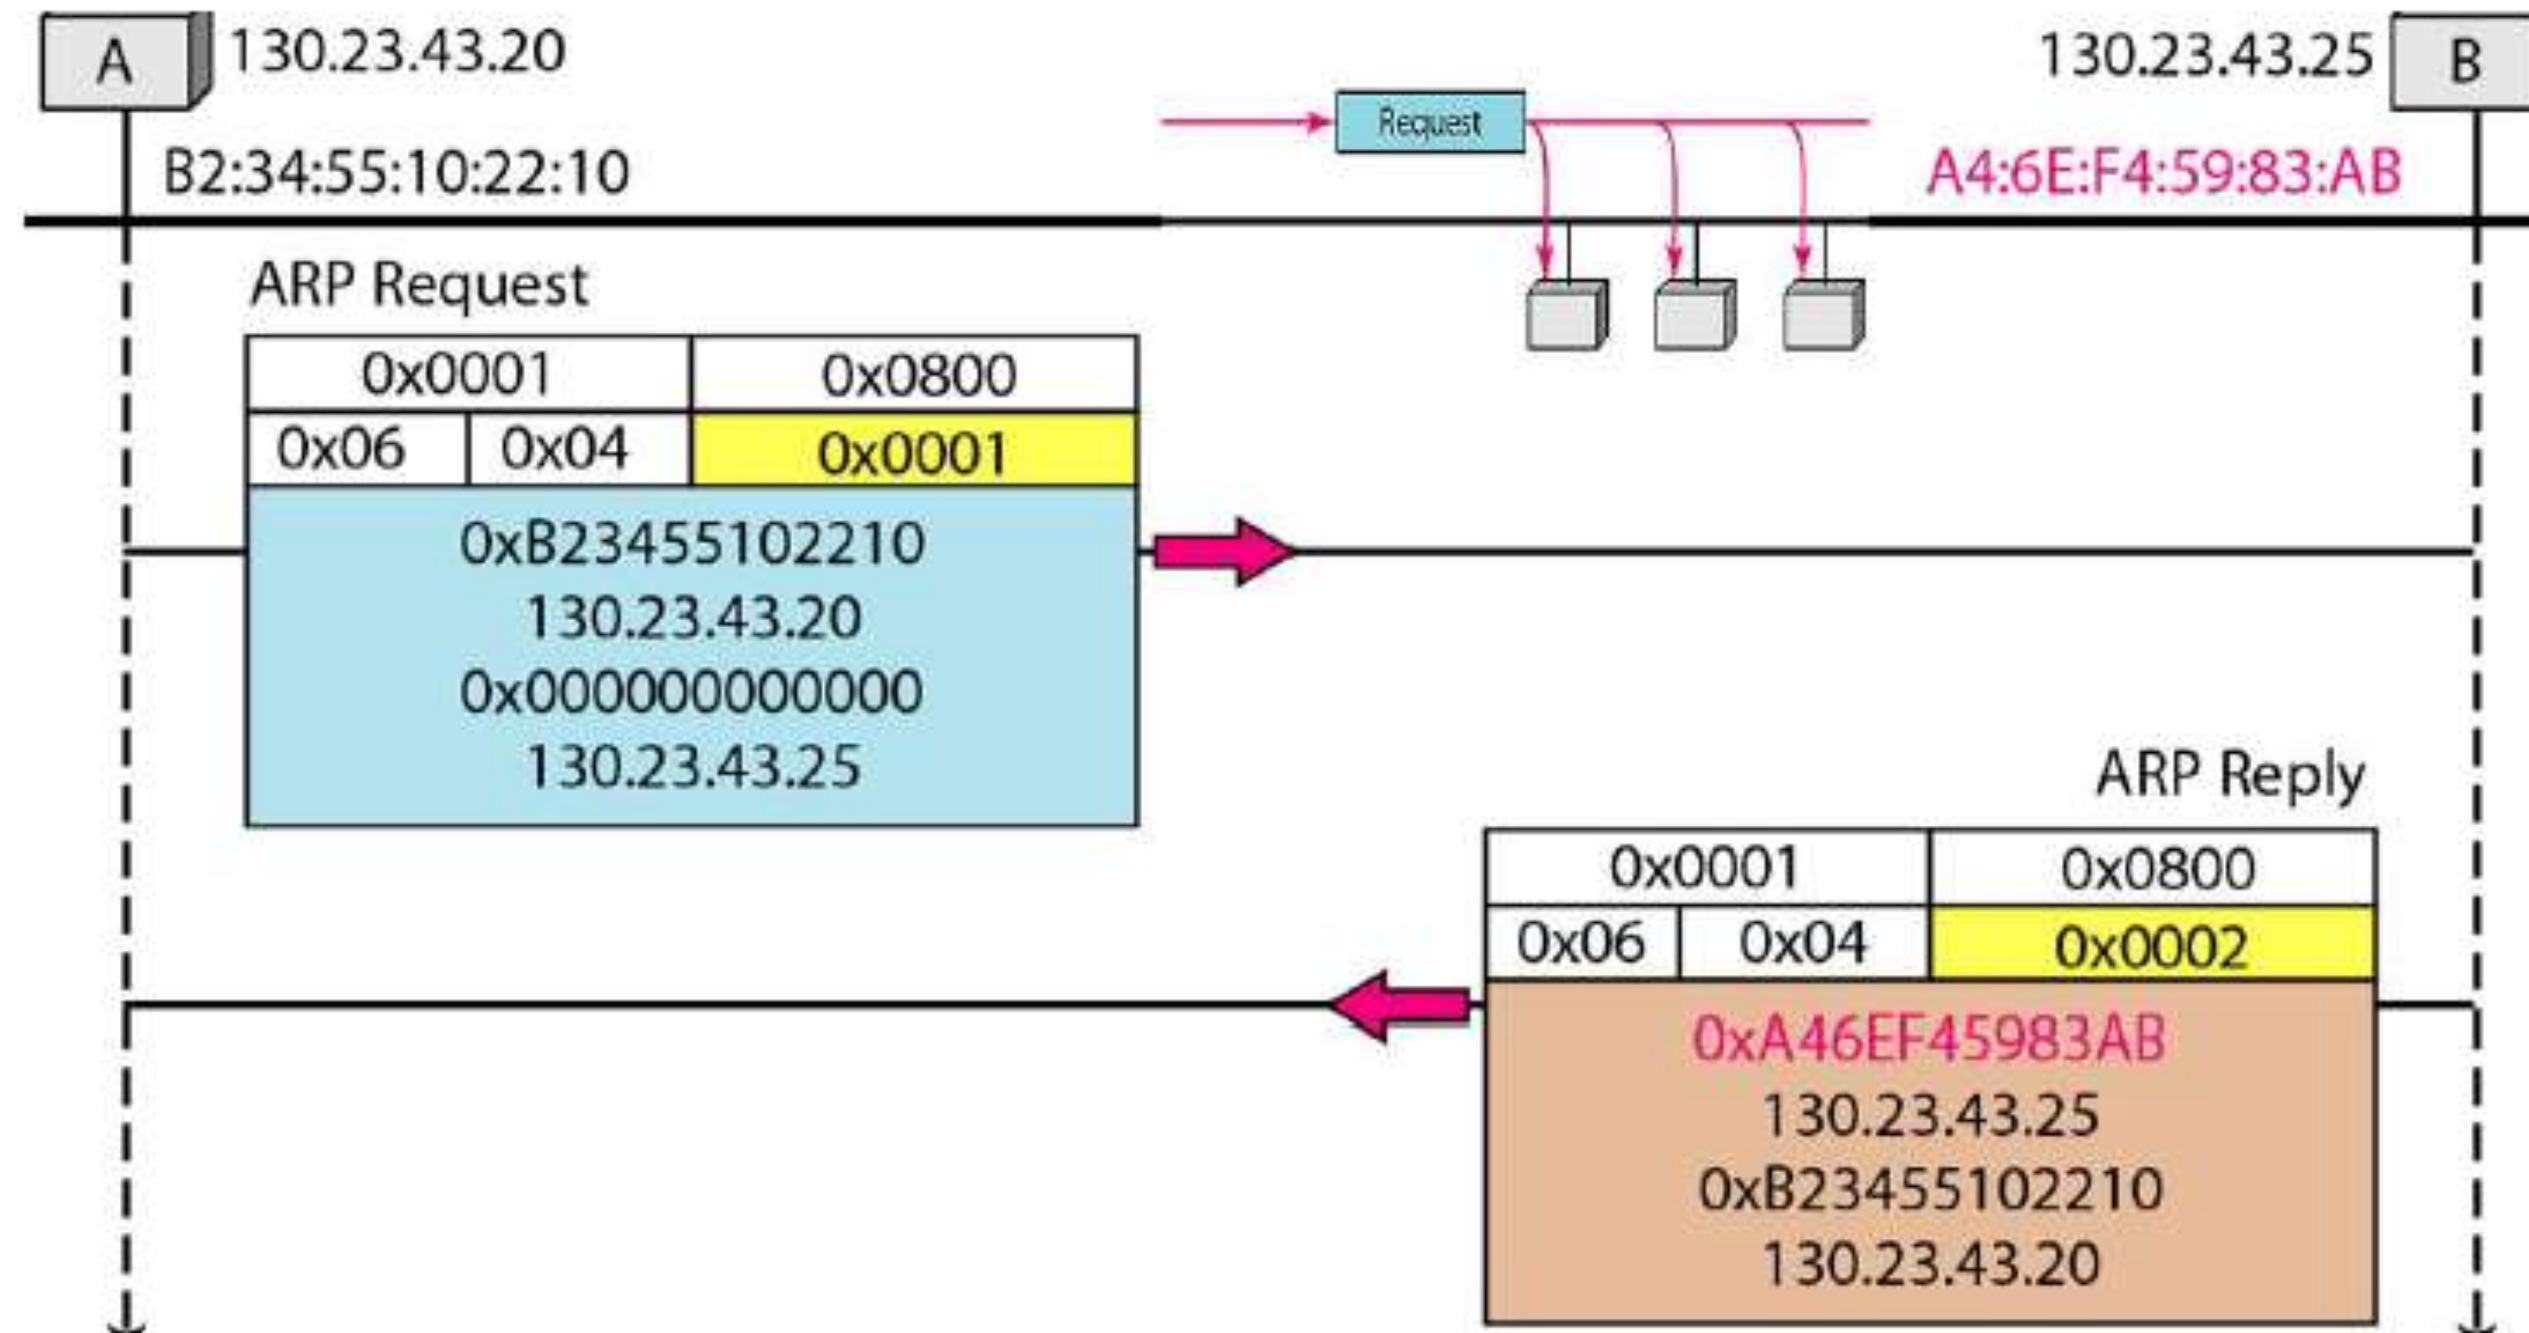 A
130.23.43.20
130.23.43.25
B
Request
B2:34:55:10:22:10
A4:6E:F4:59:83:AB
ARP Request
0x0001
0x0800
0x06
0x04
0x0001
0xB23455102210
130.23.43.20
0x000000000000
130.23.43.25
ARP Reply
0x0001
0x0800
0x06
0x04
0x0002
0xA46EF45983AB
130.23.43.25
0xB23455102210
130.23.43.20